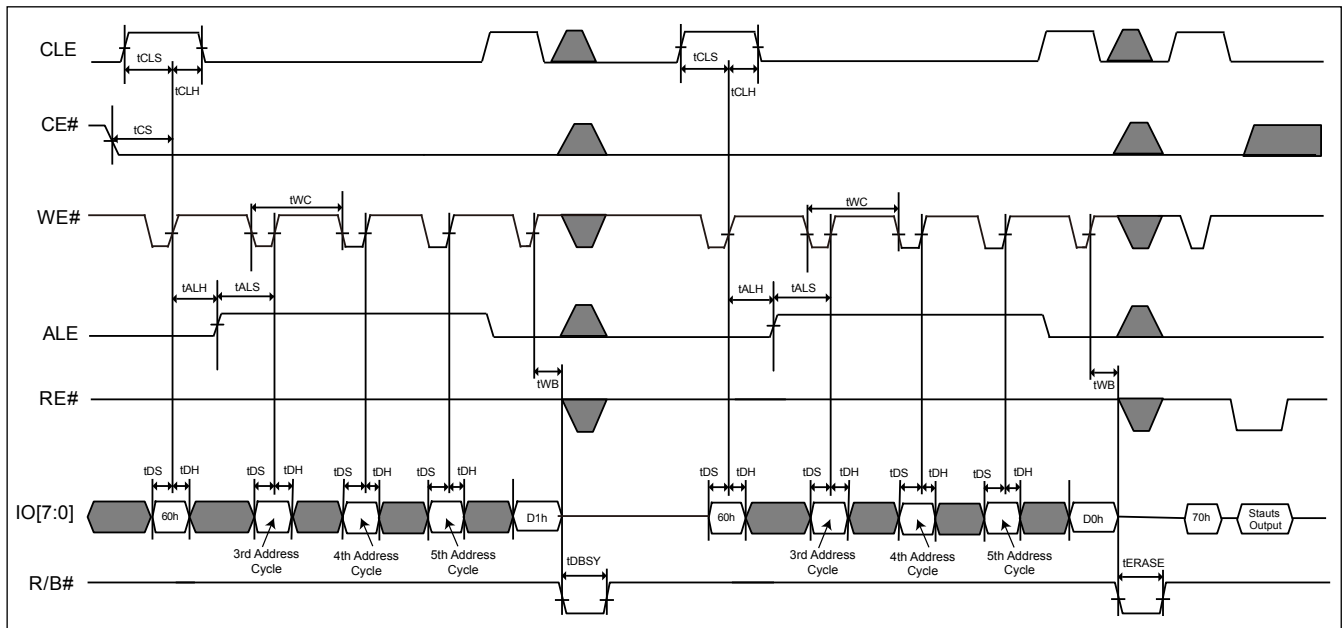 CLE
tCLS
tCLH
tCLS
tCLH
CE#
tCS
WE#
tWC
tWC
tALH
tALS
tALH
tALS
ALE
tWB
tWB
RE#
tDS
tDH
tDS
tDH
tDS
tDH
tDS
tDH
tDS
tDH
tDS
tDH
tDS
tDH
tDS
tDH
IO[7:0]
60h
D1h
60h
D0h
70h
Stauts
Output
3rd Address
Cycle
4th Address
Cycle
5th Address
Cycle
3rd Address
Cycle
4th Address
Cycle
5th Address
Cycle
tDBSY
tERASE
R/B#